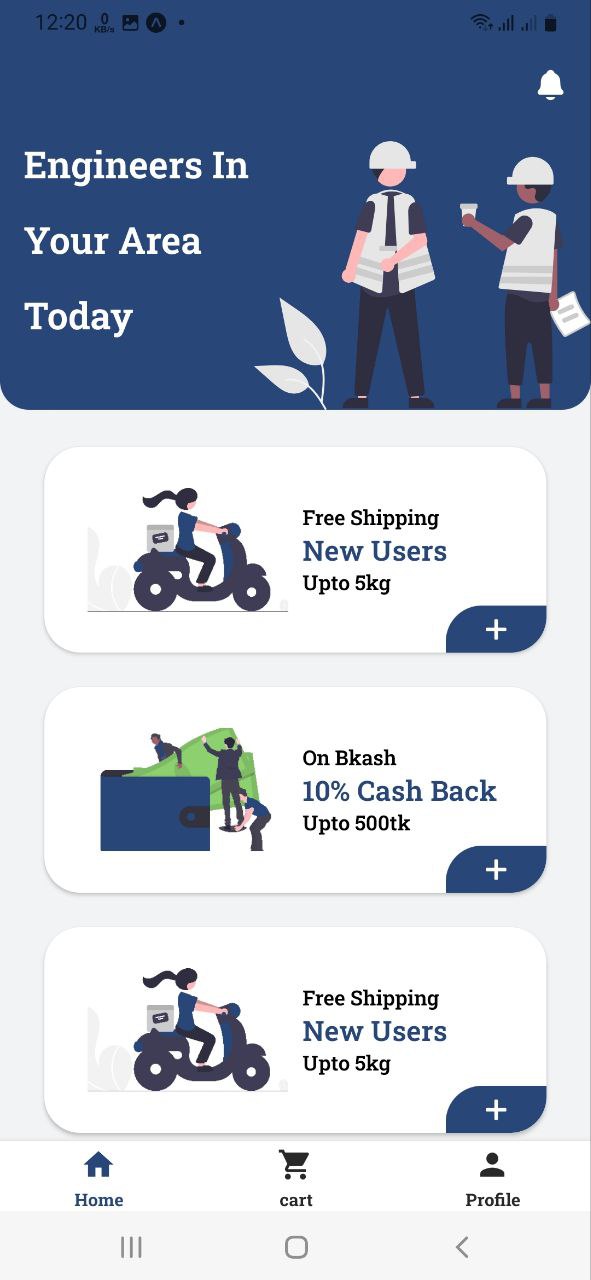 12:20
0
KB/s
Engineers In
Your Area
Today
Free Shipping
New Users
Upto 5kg
On Bkash
10% Cash Back
Upto 500tk
Free Shipping
New Users
Upto 5kg
Home
cart
Profile